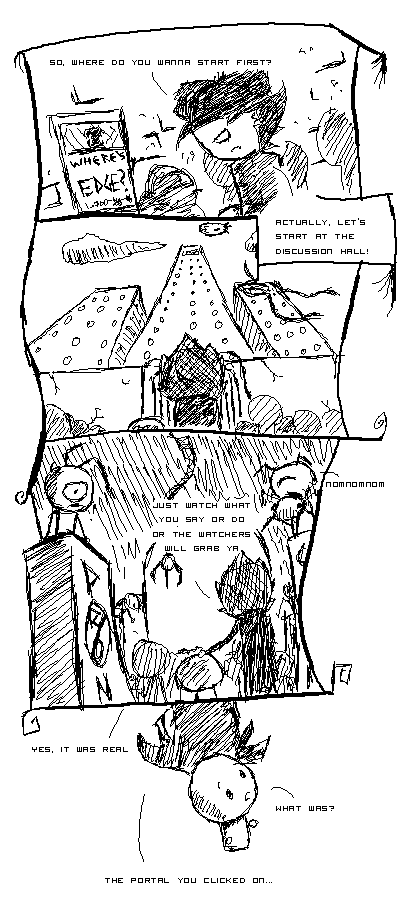 SO, WHERE DO YOU WANNA START FIRST?
WHERE'S
EDGE?
ACTUALLY, LET'S
START AT THE
DISCUSSION HALL!
NOMNOMNOM
JUST WATCH WHAT
YOU SAY OR DO
OR THE WATCHERS
WILL GRAB YA
YES, IT WAS REAL
WHAT WAS?
THE PORTAL YOU CLICKED ON...